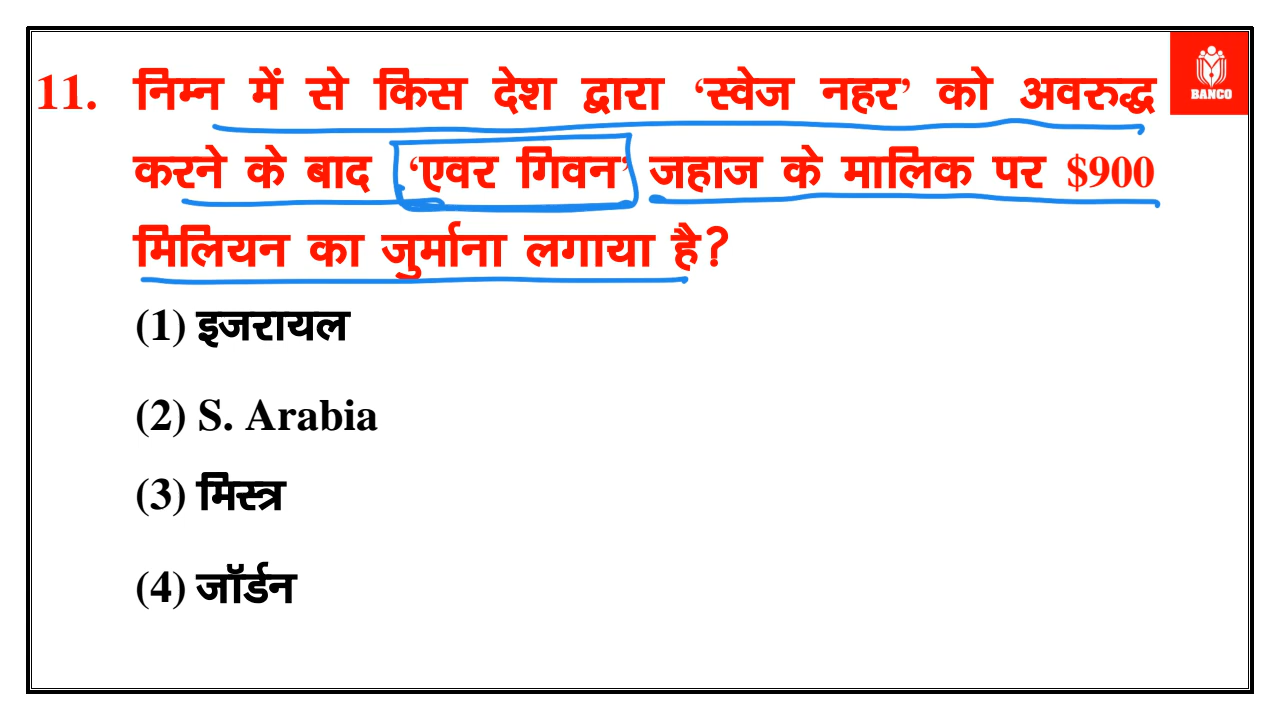 11. निम्न में से किस देश द्वारा ‘स्वेज नहर’ को अवरुद्ध
BANCO
करने के बाद ‘एवर गिवन’ जहाज के मालिक पर $900
मिलियन का जुर्माना लगाया है?
(1) इजरायल
(2) S. Arabia
(3) मिस्त्र
(4) जॉर्डन